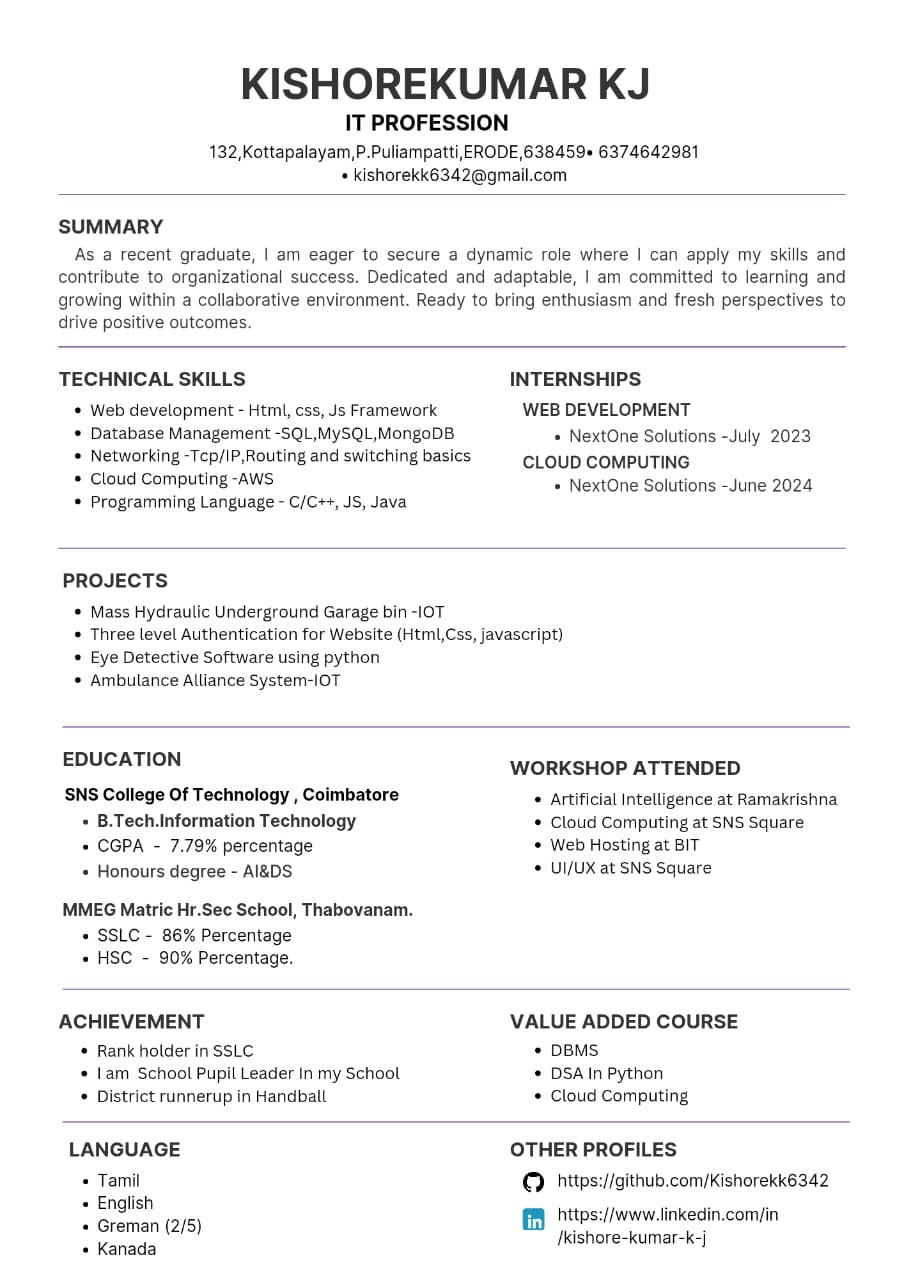 KISHOREKUMAR KJ
IT PROFESSION
132,Kottapalayam,P.Puliampatti,ERODE,638459• 6374642981
• kishorekk6342@gmail.com
SUMMARY
As a recent graduate, I am eager to secure a dynamic role where I can apply my skills and
contribute to organizational success. Dedicated and adaptable, I am committed to learning and
growing within a collaborative environment. Ready to bring enthusiasm and fresh perspectives to
drive positive outcomes.
TECHNICAL SKILLS
• Web development - Html, css, Js Framework
• Database Management -SQL,MySQL,MongoDB
• Networking -Tcp/IP,Routing and switching basics
• Cloud Computing -AWS
• Programming Language - C/C++, JS, Java
INTERNSHIPS
WEB DEVELOPMENT
• NextOne Solutions -July  2023
CLOUD COMPUTING
• NextOne Solutions -June 2024
PROJECTS
• Mass Hydraulic Underground Garage bin -IOT
• Three level Authentication for Website (Html,Css, javascript)
• Eye Detective Software using python
• Ambulance Alliance System-IOT
EDUCATION
SNS College Of Technology , Coimbatore
• B.Tech.Information Technology
• CGPA  -  7.79% percentage
• Honours degree - AI&DS
MMEG Matric Hr.Sec School, Thabovanam.
• SSLC -  86% Percentage
• HSC  -  90% Percentage.
WORKSHOP ATTENDED
• Artificial Intelligence at Ramakrishna
• Cloud Computing at SNS Square
• Web Hosting at BIT
• UI/UX at SNS Square
ACHIEVEMENT
• Rank holder in SSLC
• I am  School Pupil Leader In my School
• District runnerup in Handball
VALUE ADDED COURSE
• DBMS
• DSA In Python
• Cloud Computing
LANGUAGE
• Tamil
• English
• Greman (2/5)
• Kanada
OTHER PROFILES
https://github.com/Kishorekk6342
in
https://www.linkedin.com/in
/kishore-kumar-k-j